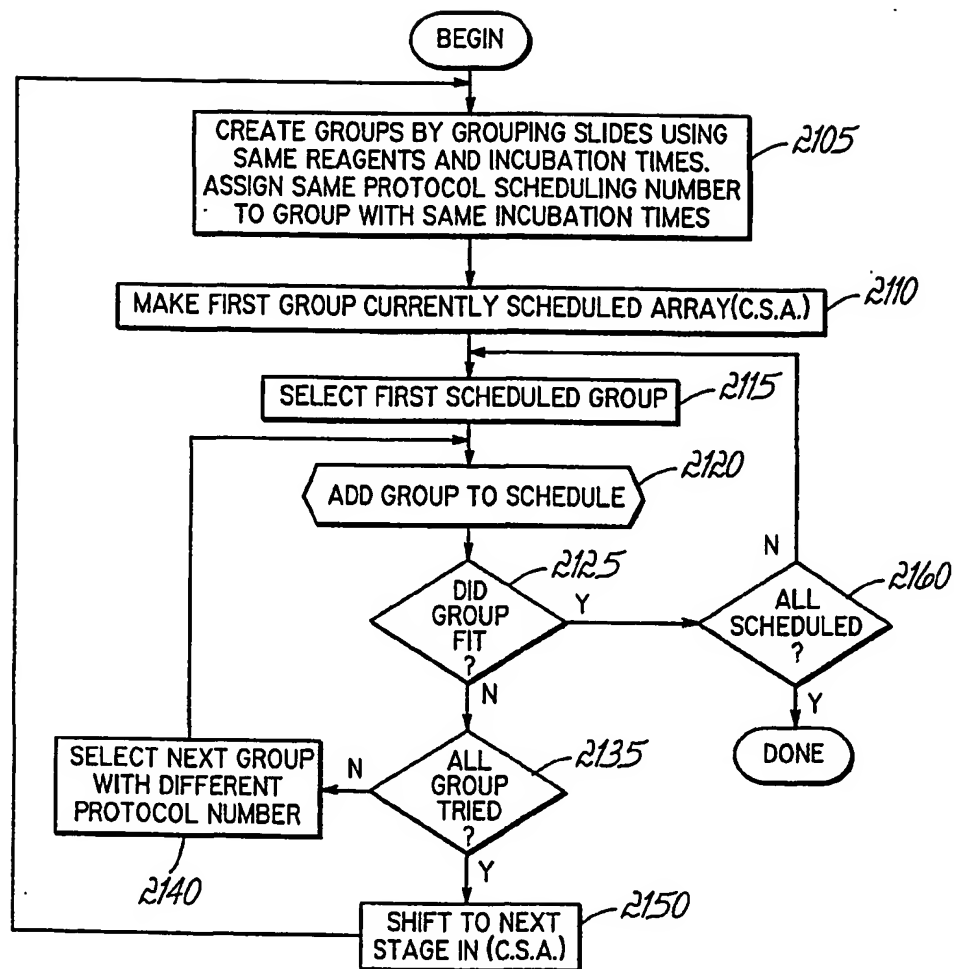 BEGIN
CREATE GROUPS BY GROUPING SLIDES USING
SAME REAGENTS AND INCUBATION TIMES.
ASSIGN SAME PROTOCOL SCHEDULING NUMBER
TO GROUP WITH SAME INCUBATION TIMES
2105
MAKE FIRST GROUP CURRENTLY SCHEDULED ARRAY(C.S.A.)
2110
SELECT FIRST SCHEDULED GROUP
2115
ADD GROUP TO SCHEDULE
2120
DID
GROUP
FIT
?
2125
Y
N
N
ALL
SCHEDULED
?
2160
Y
DONE
ALL
GROUP
TRIED
?
2135
N
Y
SELECT NEXT GROUP
WITH DIFFERENT
PROTOCOL NUMBER
2140
SHIFT TO NEXT
STAGE IN (C.S.A.)
2150